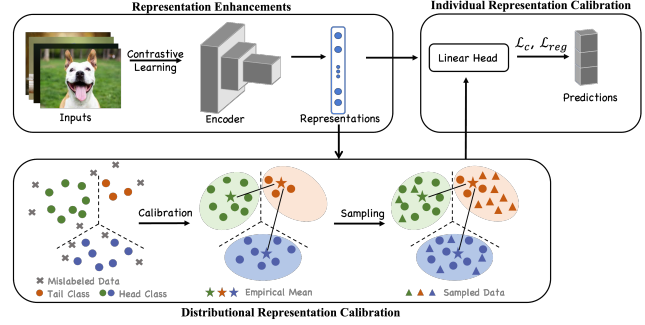 Representation Enhancements
Individual Representation Calibration
Contrastive
Learning
Inputs
Encoder
Representations
Linear Head
ℒc, ℒreg
Predictions
Calibration
Sampling
Mislabeled Data
Tail Class
Head Class
Empirical Mean
Sampled Data
Distributional Representation Calibration